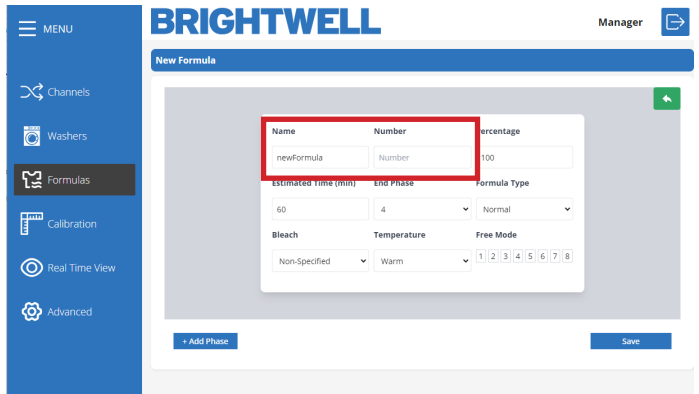 MENU
BRIGHTWELL
Manager
New Formula
Channels
Washers
Formulas
Calibration
Real Time View
Advanced
Name Number Percentage
newFormula Number 100
Estimated Time (min) End Phase Formula Type
60 4 Normal
Bleach Temperature Free Mode
Non-Specified Warm 1 2 3 4 5 6 7 8
+ Add Phase Save